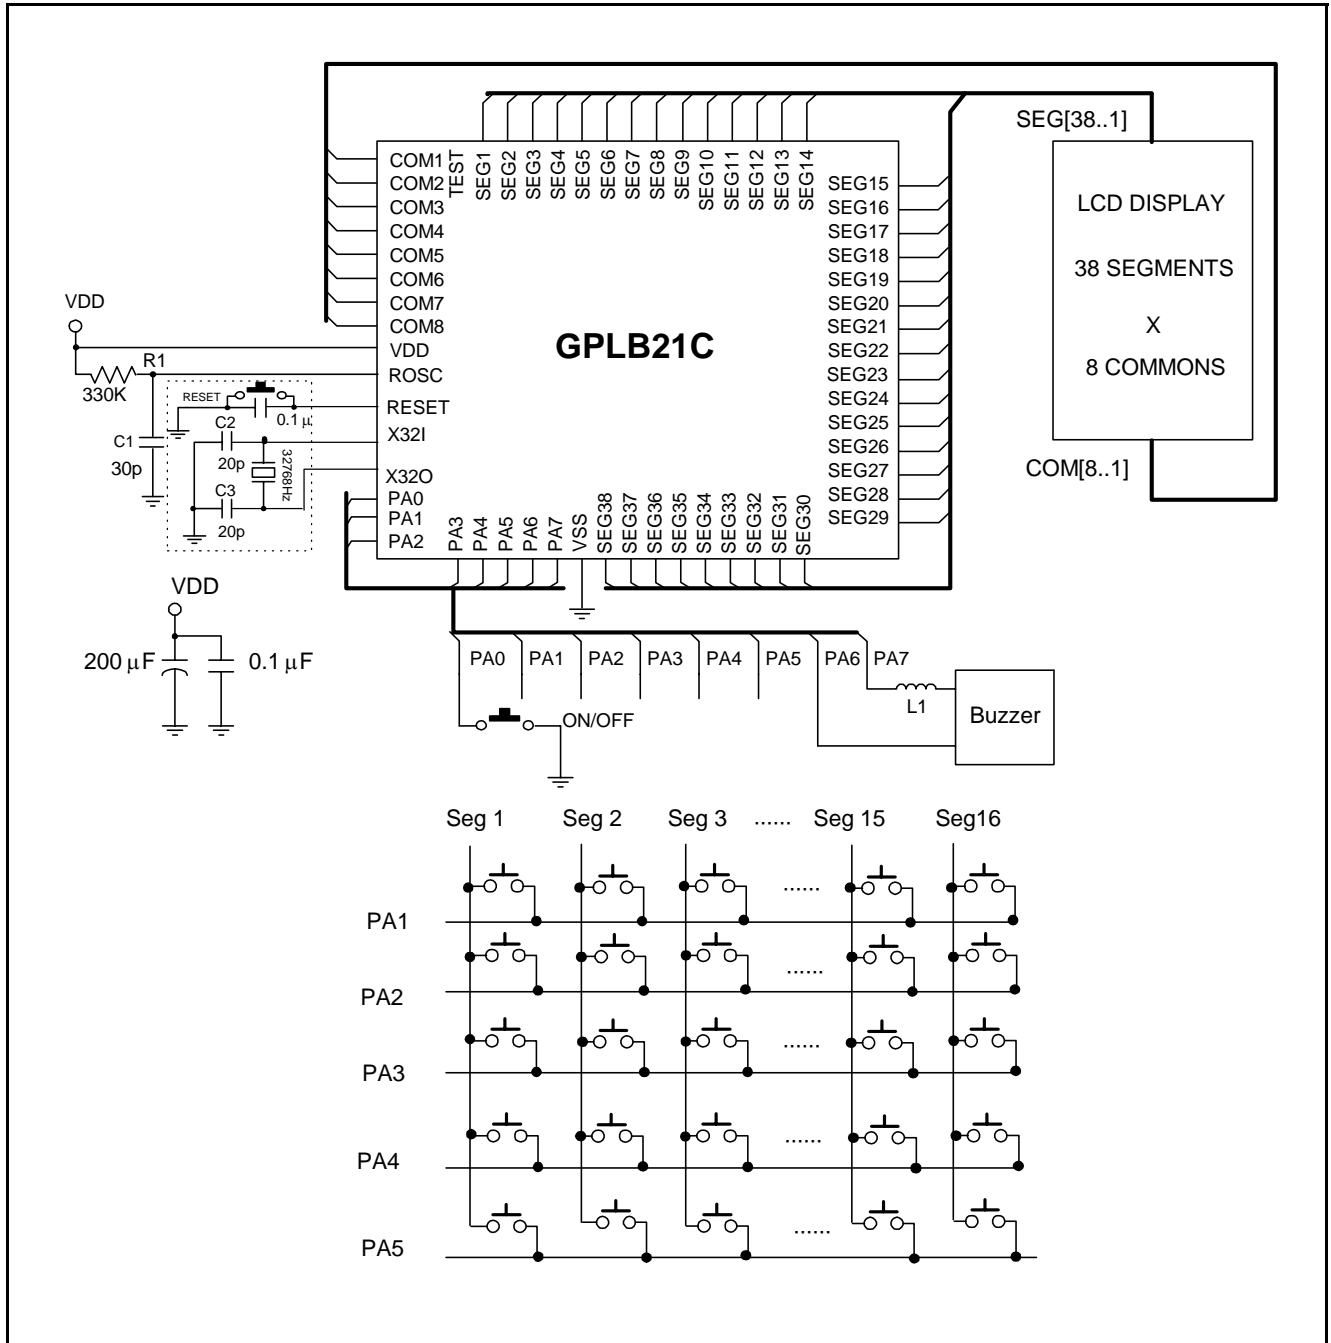 SEG[38..1]
LCD DISPLAY
38 SEGMENTS
X
8 COMMONS
COM[8..1]
TEST
SEG1
SEG2
SEG3
SEG4
SEG5
SEG6
SEG7
SEG8
SEG9
SEG10
SEG11
SEG12
SEG13
SEG14
COM1
COM2
COM3
COM4
COM5
COM6
COM7
COM8
VDD
ROSC
RESET
X32I
X32O
PA0
PA1
PA2
GPLB21C
SEG15
SEG16
SEG17
SEG18
SEG19
SEG20
SEG21
SEG22
SEG23
SEG24
SEG25
SEG26
SEG27
SEG28
SEG29
PA3
PA4
PA5
PA6
PA7
VSS
SEG38
SEG37
SEG36
SEG35
SEG34
SEG33
SEG32
SEG31
SEG30
VDD
R1
330K
C1
30p
RESET
0.1 μ
C2
20p
32768Hz
C3
20p
VDD
200 μF
0.1 μF
PA0
PA1
PA2
PA3
PA4
PA5
PA6
PA7
ON/OFF
L1
Buzzer
Seg 1 Seg 2 Seg 3 ...... Seg 15 Seg16
......
PA1
......
PA2
......
PA3
......
PA4
......
PA5